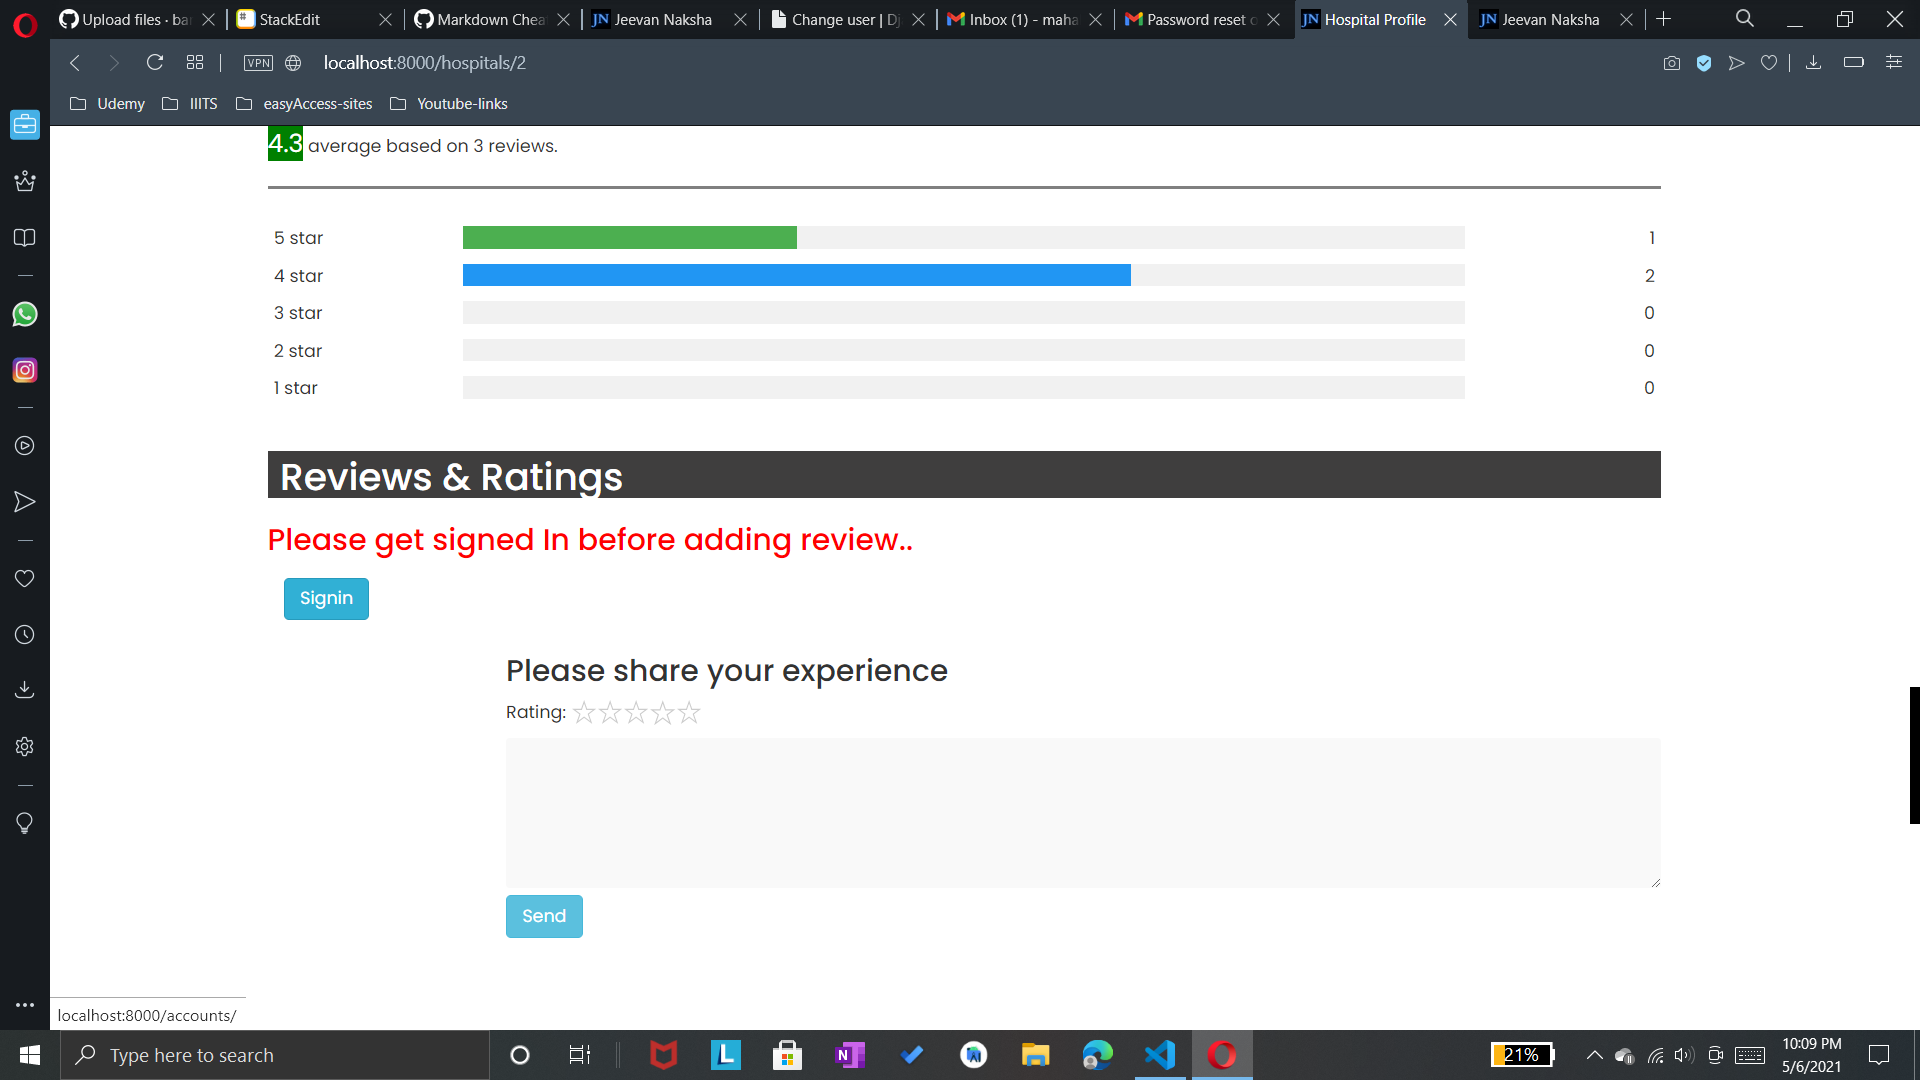 Upload files · bar
StackEdit
Markdown Chea
JN Jeevan Naksha
Change user | Dj
Inbox (1) - maha
Password reset o
JN Hospital Profile
JN Jeevan Naksha
VPN
localhost:8000/hospitals/2
Udemy
IIITS
easyAccess-sites
Youtube-links
4.3 average based on 3 reviews.
5 star 1
4 star 2
3 star 0
2 star 0
1 star 0
Reviews & Ratings
Please get signed In before adding review..
Signin
Please share your experience
Rating:
Send
localhost:8000/accounts/
Type here to search
L
N
21%
10:09 PM
5/6/2021